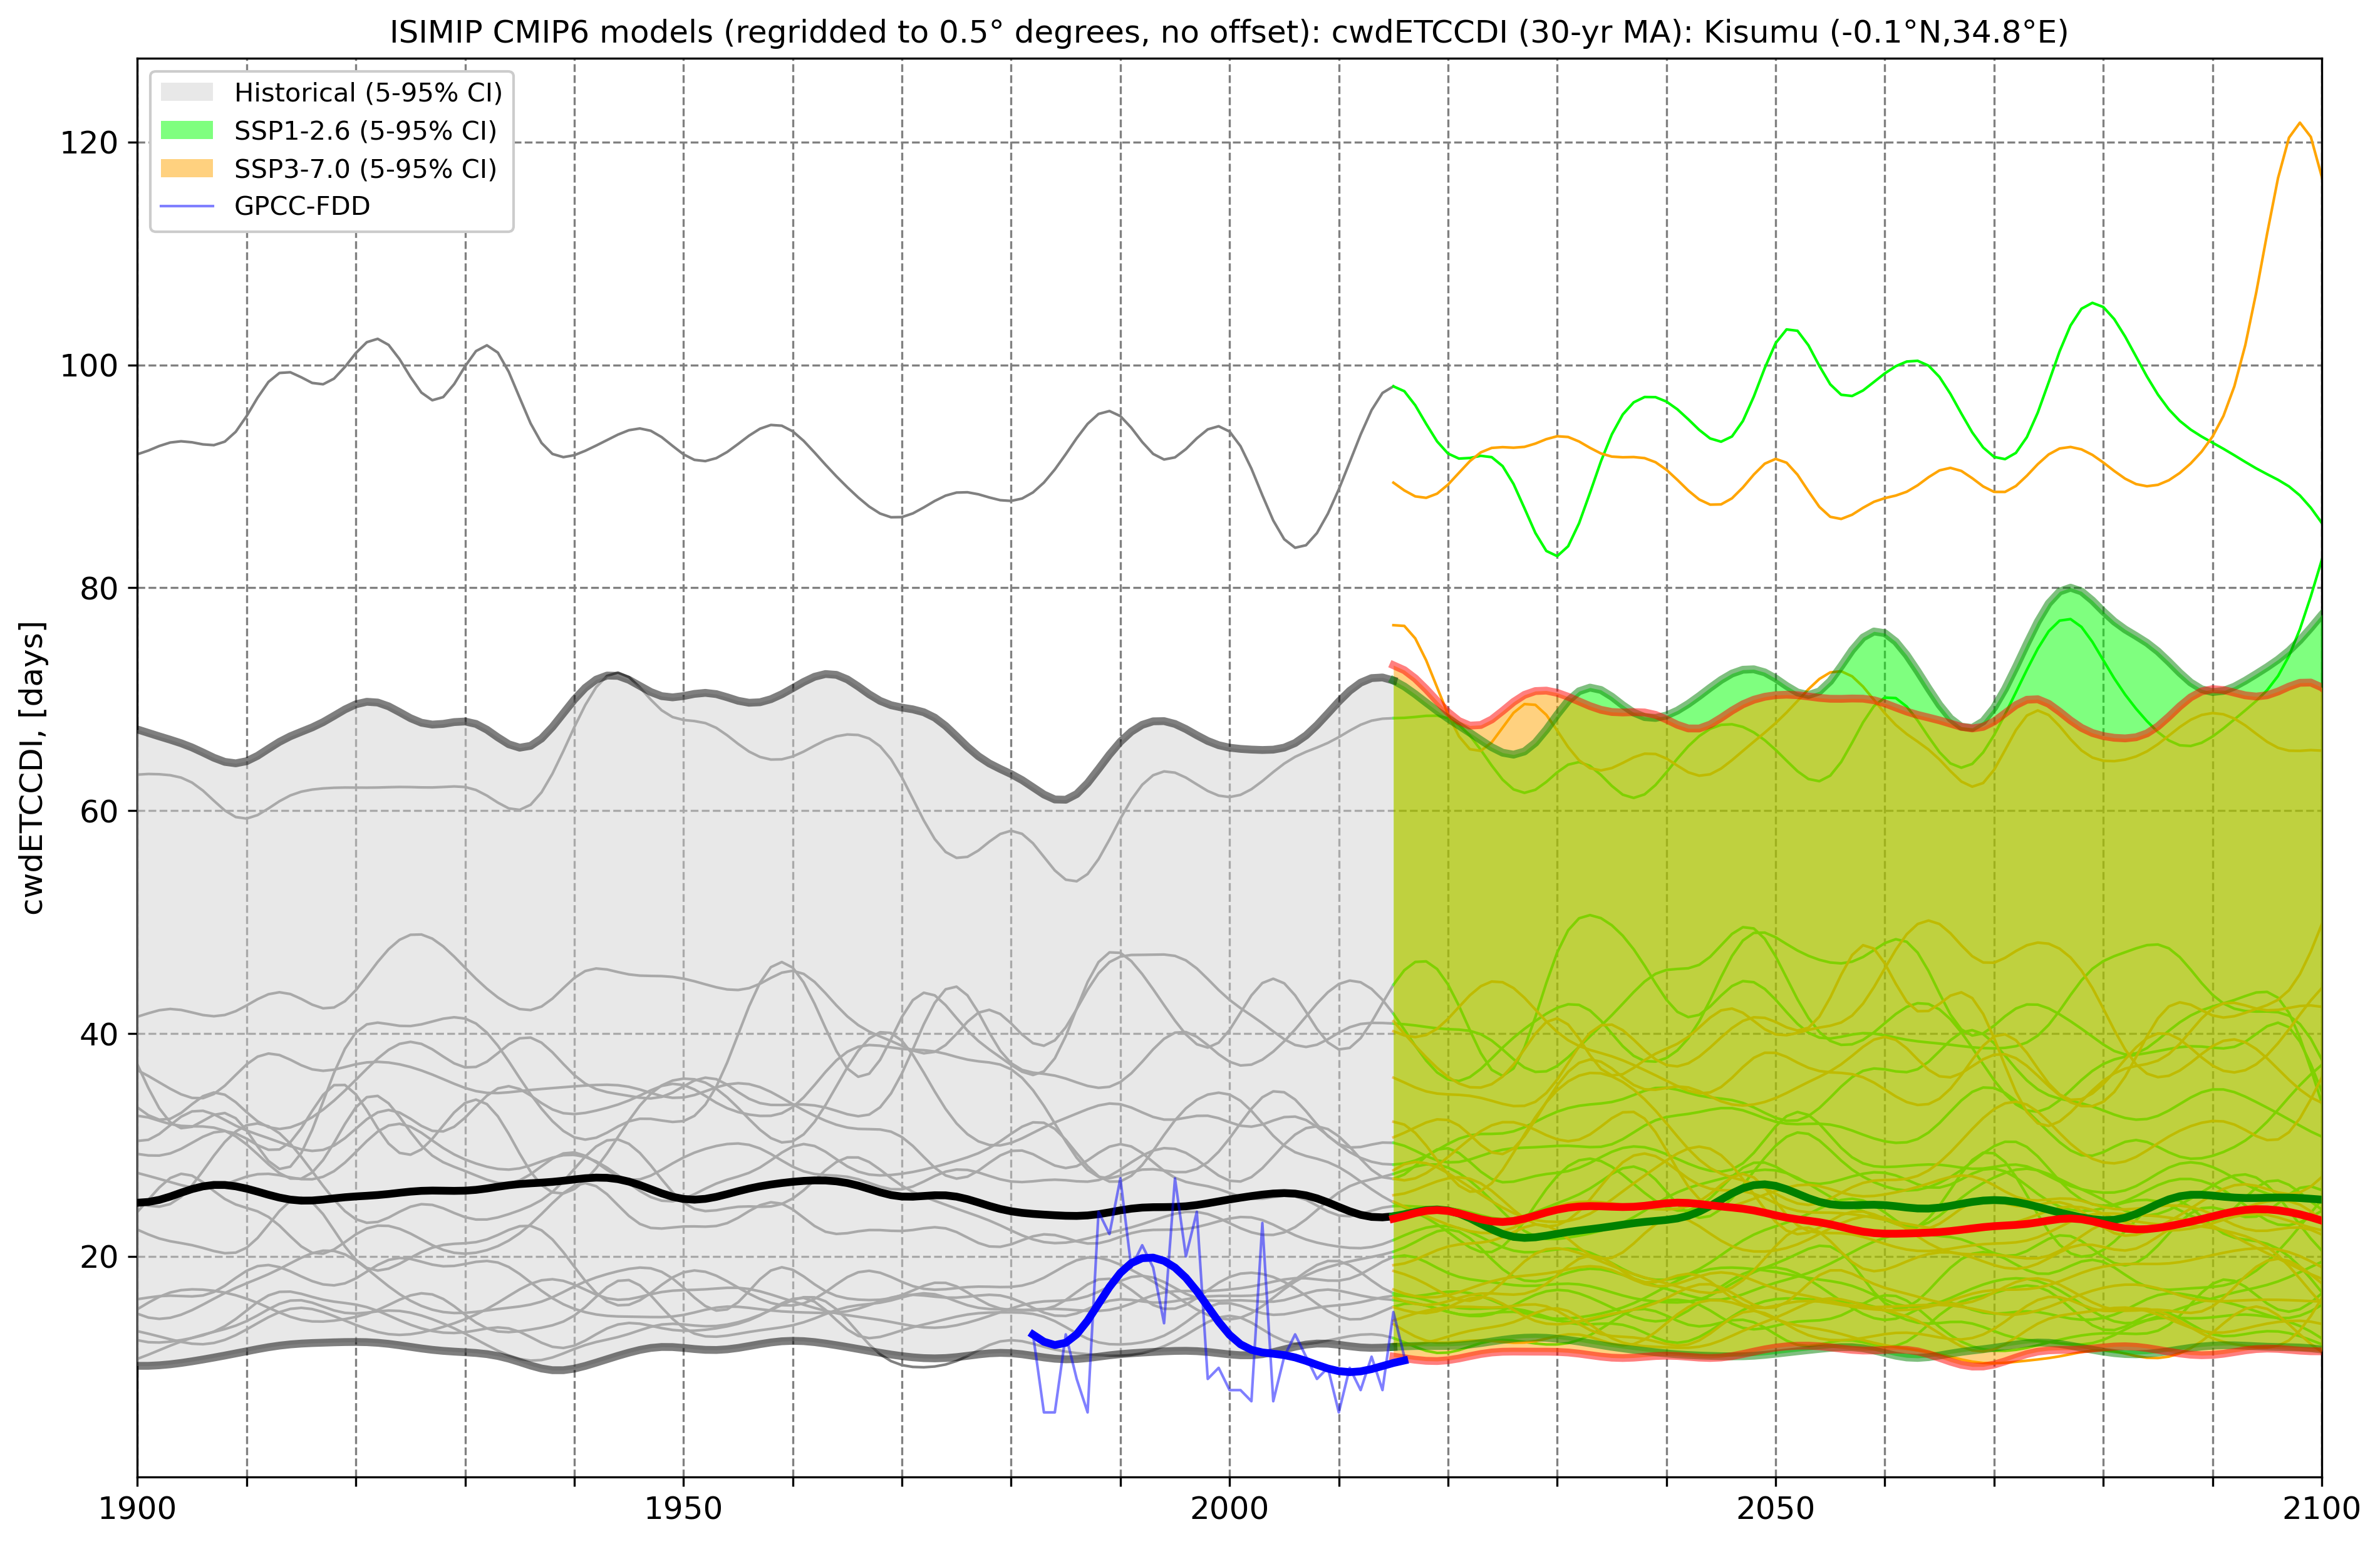 ISIMIP CMIP6 models (regridded to 0.5° degrees, no offset): cwdETCCDI (30-yr MA): Kisumu (-0.1°N,34.8°E)
Historical (5-95% CI)
SSP1-2.6 (5-95% CI)
SSP3-7.0 (5-95% CI)
GPCC-FDD
cwdETCCDI, [days]
120
100
80
60
40
20
1900 1950 2000 2050 2100